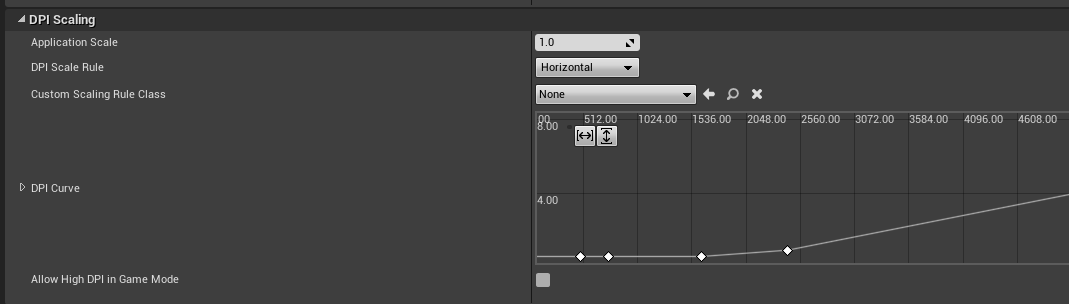 DPI Scaling
Application Scale
1.0
DPI Scale Rule
Horizontal
Custom Scaling Rule Class
None
00 512.00 1024.00 1536.00 2048.00 2560.00 3072.00 3584.00 4096.00 4608.00
8.00
DPI Curve
4.00
Allow High DPI in Game Mode